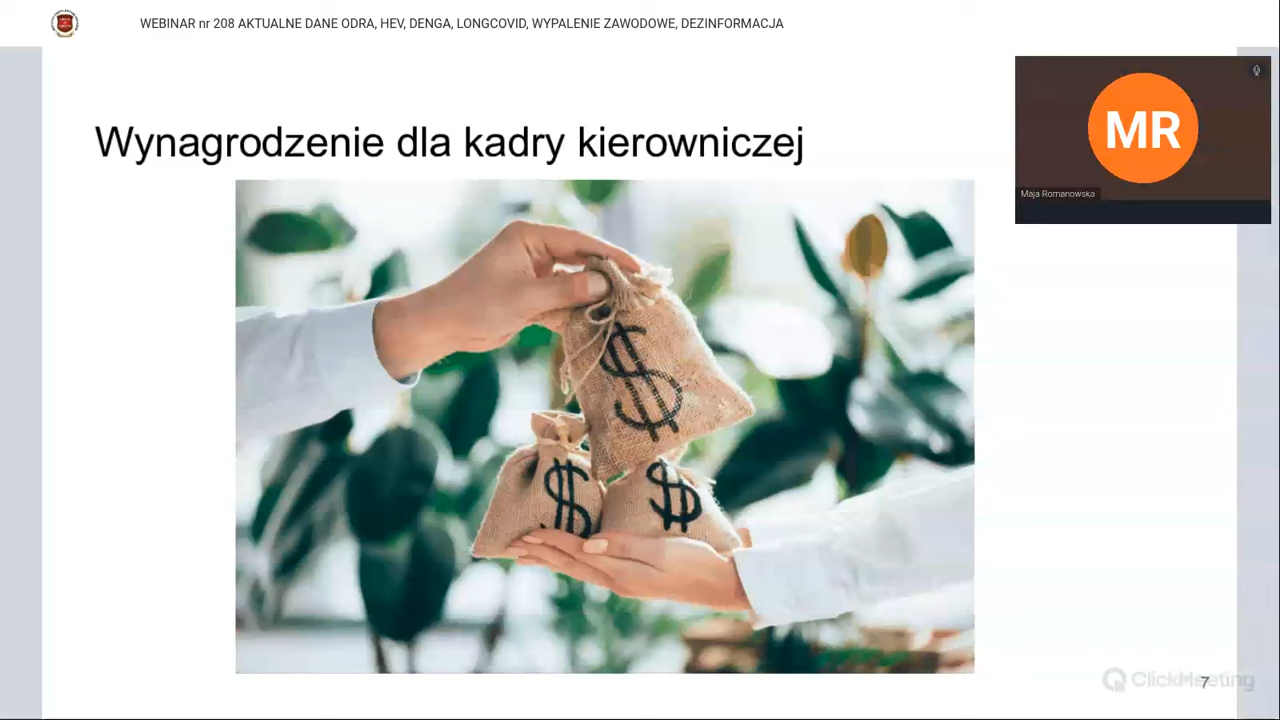 WEBINAR nr 208 AKTUALNE DANE ODRA, HEV, DENGA, LONGCOVID, WYPALENIE ZAWODOWE, DEZINFORMACJA
Wynagrodzenie dla kadry kierowniczej
MR
Maja Romanowska
$
$
$
ClickMeeting
7